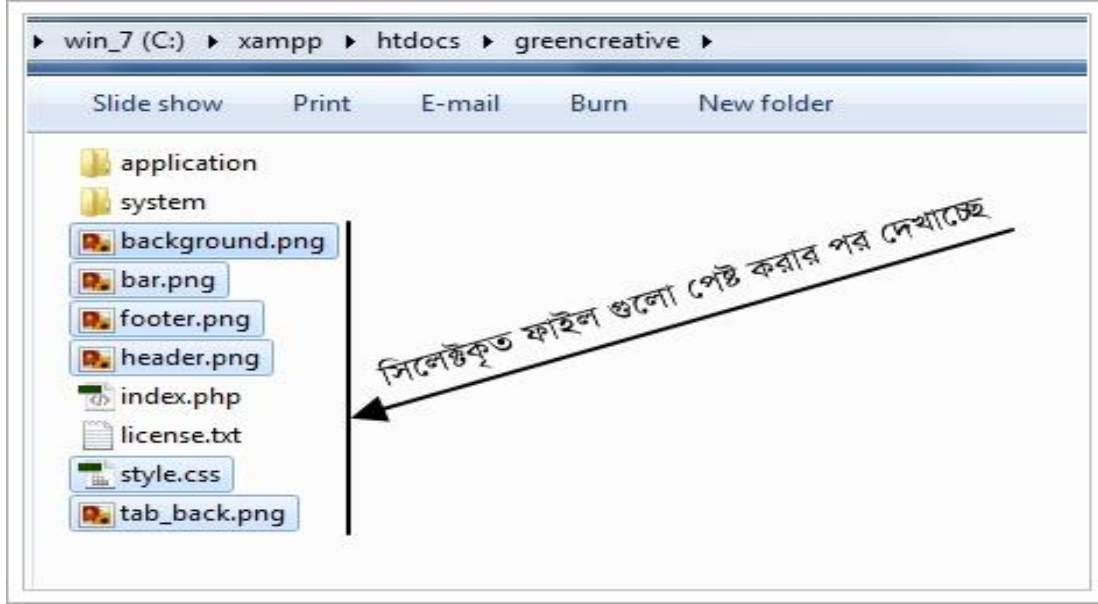 win_7 (C:) ▸ xampp ▸ htdocs ▸ greencreative ▸
Slide show Print E-mail Burn New folder
application
system
background.png
bar.png
footer.png
header.png
index.php
license.txt
style.css
tab_back.png
সিলেক্টকৃত ফাইল গুলো পেষ্ট করার পর দেখাচ্ছে